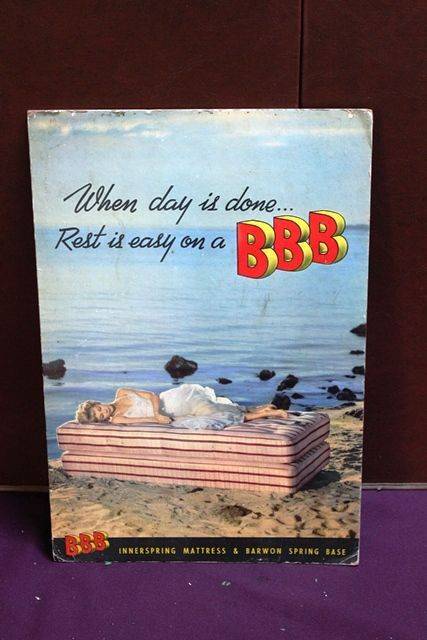 When day is done...
Rest is easy on a BBB
BBB INNERSPRING MATTRESS & BARWON SPRING BASE